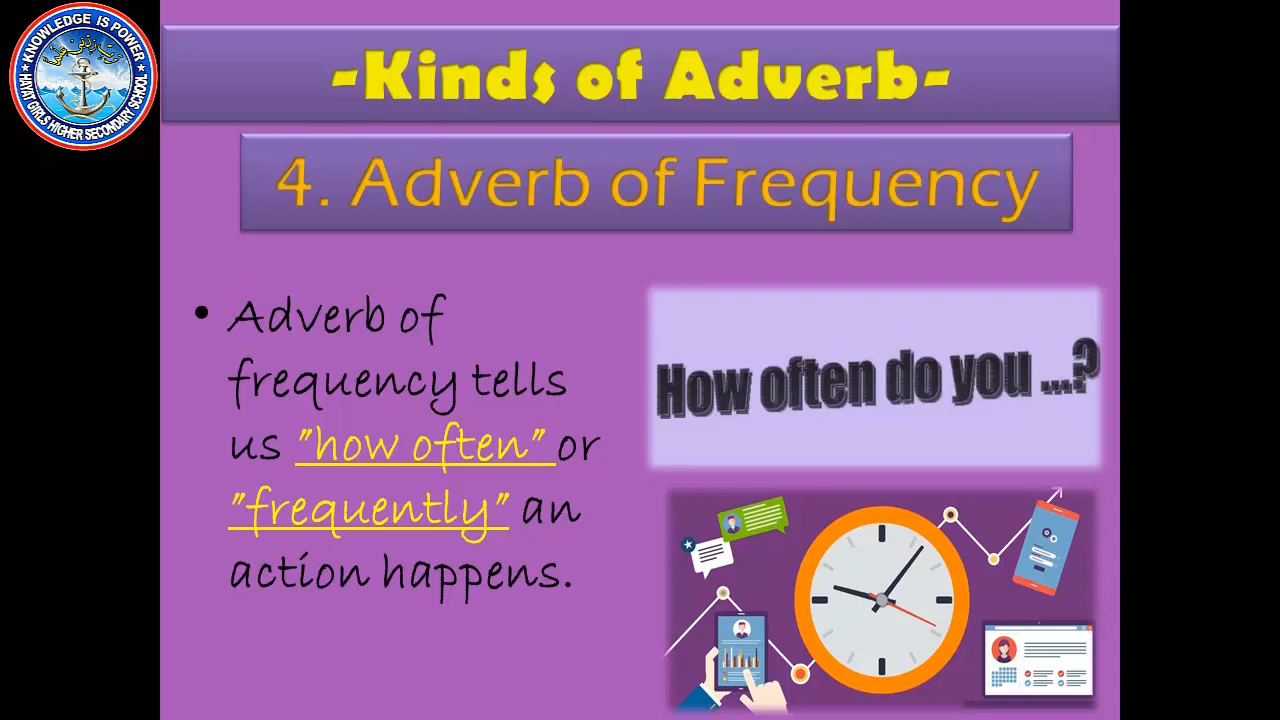 KNOWLEDGE IS POWER
رَبِّ زِدْنِي عِلْمًا
HAYAT GIRLS HIGHER SECONDARY SCHOOL
-Kinds of Adverb-
4. Adverb of Frequency
• Adverb of
frequency tells
us "how often" or
"frequently" an
action happens.
How often do you ...?